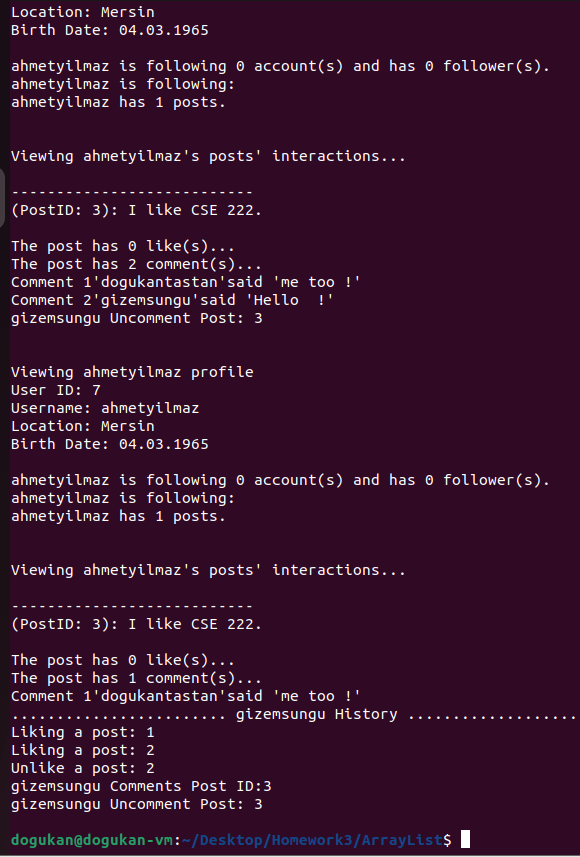 Location: Mersin
Birth Date: 04.03.1965
ahmetyilmaz is following 0 account(s) and has 0 follower(s).
ahmetyilmaz is following:
ahmetyilmaz has 1 posts.
Viewing ahmetyilmaz's posts' interactions...
---------------------------
(PostID: 3): I like CSE 222.
The post has 0 like(s)...
The post has 2 comment(s)...
Comment 1'dogukantastan'said 'me too !'
Comment 2'gizemsungu'said 'Hello  !'
gizemsungu Uncomment Post: 3
Viewing ahmetyilmaz profile
User ID: 7
Username: ahmetyilmaz
Location: Mersin
Birth Date: 04.03.1965
ahmetyilmaz is following 0 account(s) and has 0 follower(s).
ahmetyilmaz is following:
ahmetyilmaz has 1 posts.
Viewing ahmetyilmaz's posts' interactions...
---------------------------
(PostID: 3): I like CSE 222.
The post has 0 like(s)...
The post has 1 comment(s)...
Comment 1'dogukantastan'said 'me too !'
........................ gizemsungu History ...................
Liking a post: 1
Liking a post: 2
Unlike a post: 2
gizemsungu Comments Post ID:3
gizemsungu Uncomment Post: 3
dogukan@dogukan-vm:~/Desktop/Homework3/ArrayList$